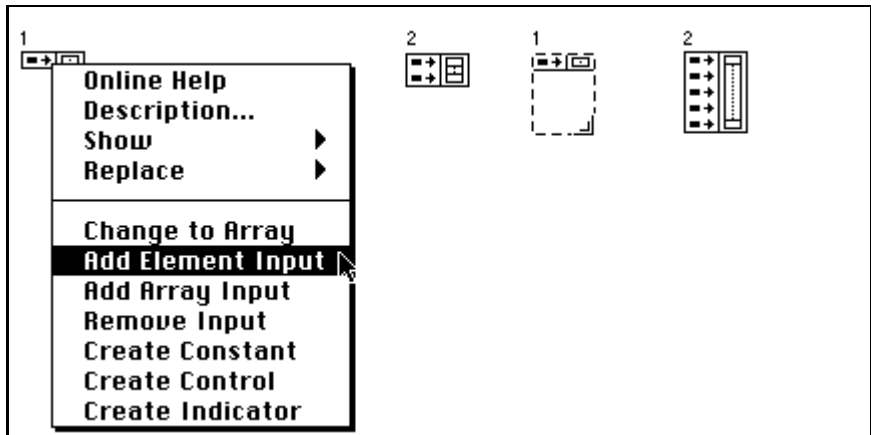 1 2 1 2
Online Help
Description...
Show
Replace
Change to Array
Add Element Input
Add Array Input
Remove Input
Create Constant
Create Control
Create Indicator